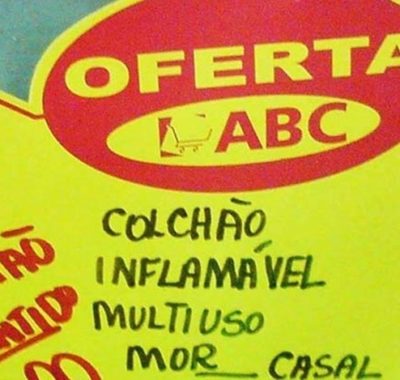 OFERTA
ABC
COLCHÃO
INFLAMÁVEL
MULTIUSO
MOR CASAL